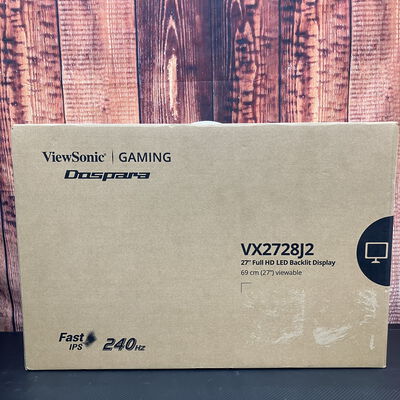 ViewSonic | GAMING
Dospara
VX2728J2
27" Full HD LED Backlit Display
69 cm (27") viewable
Fast IPS
240Hz